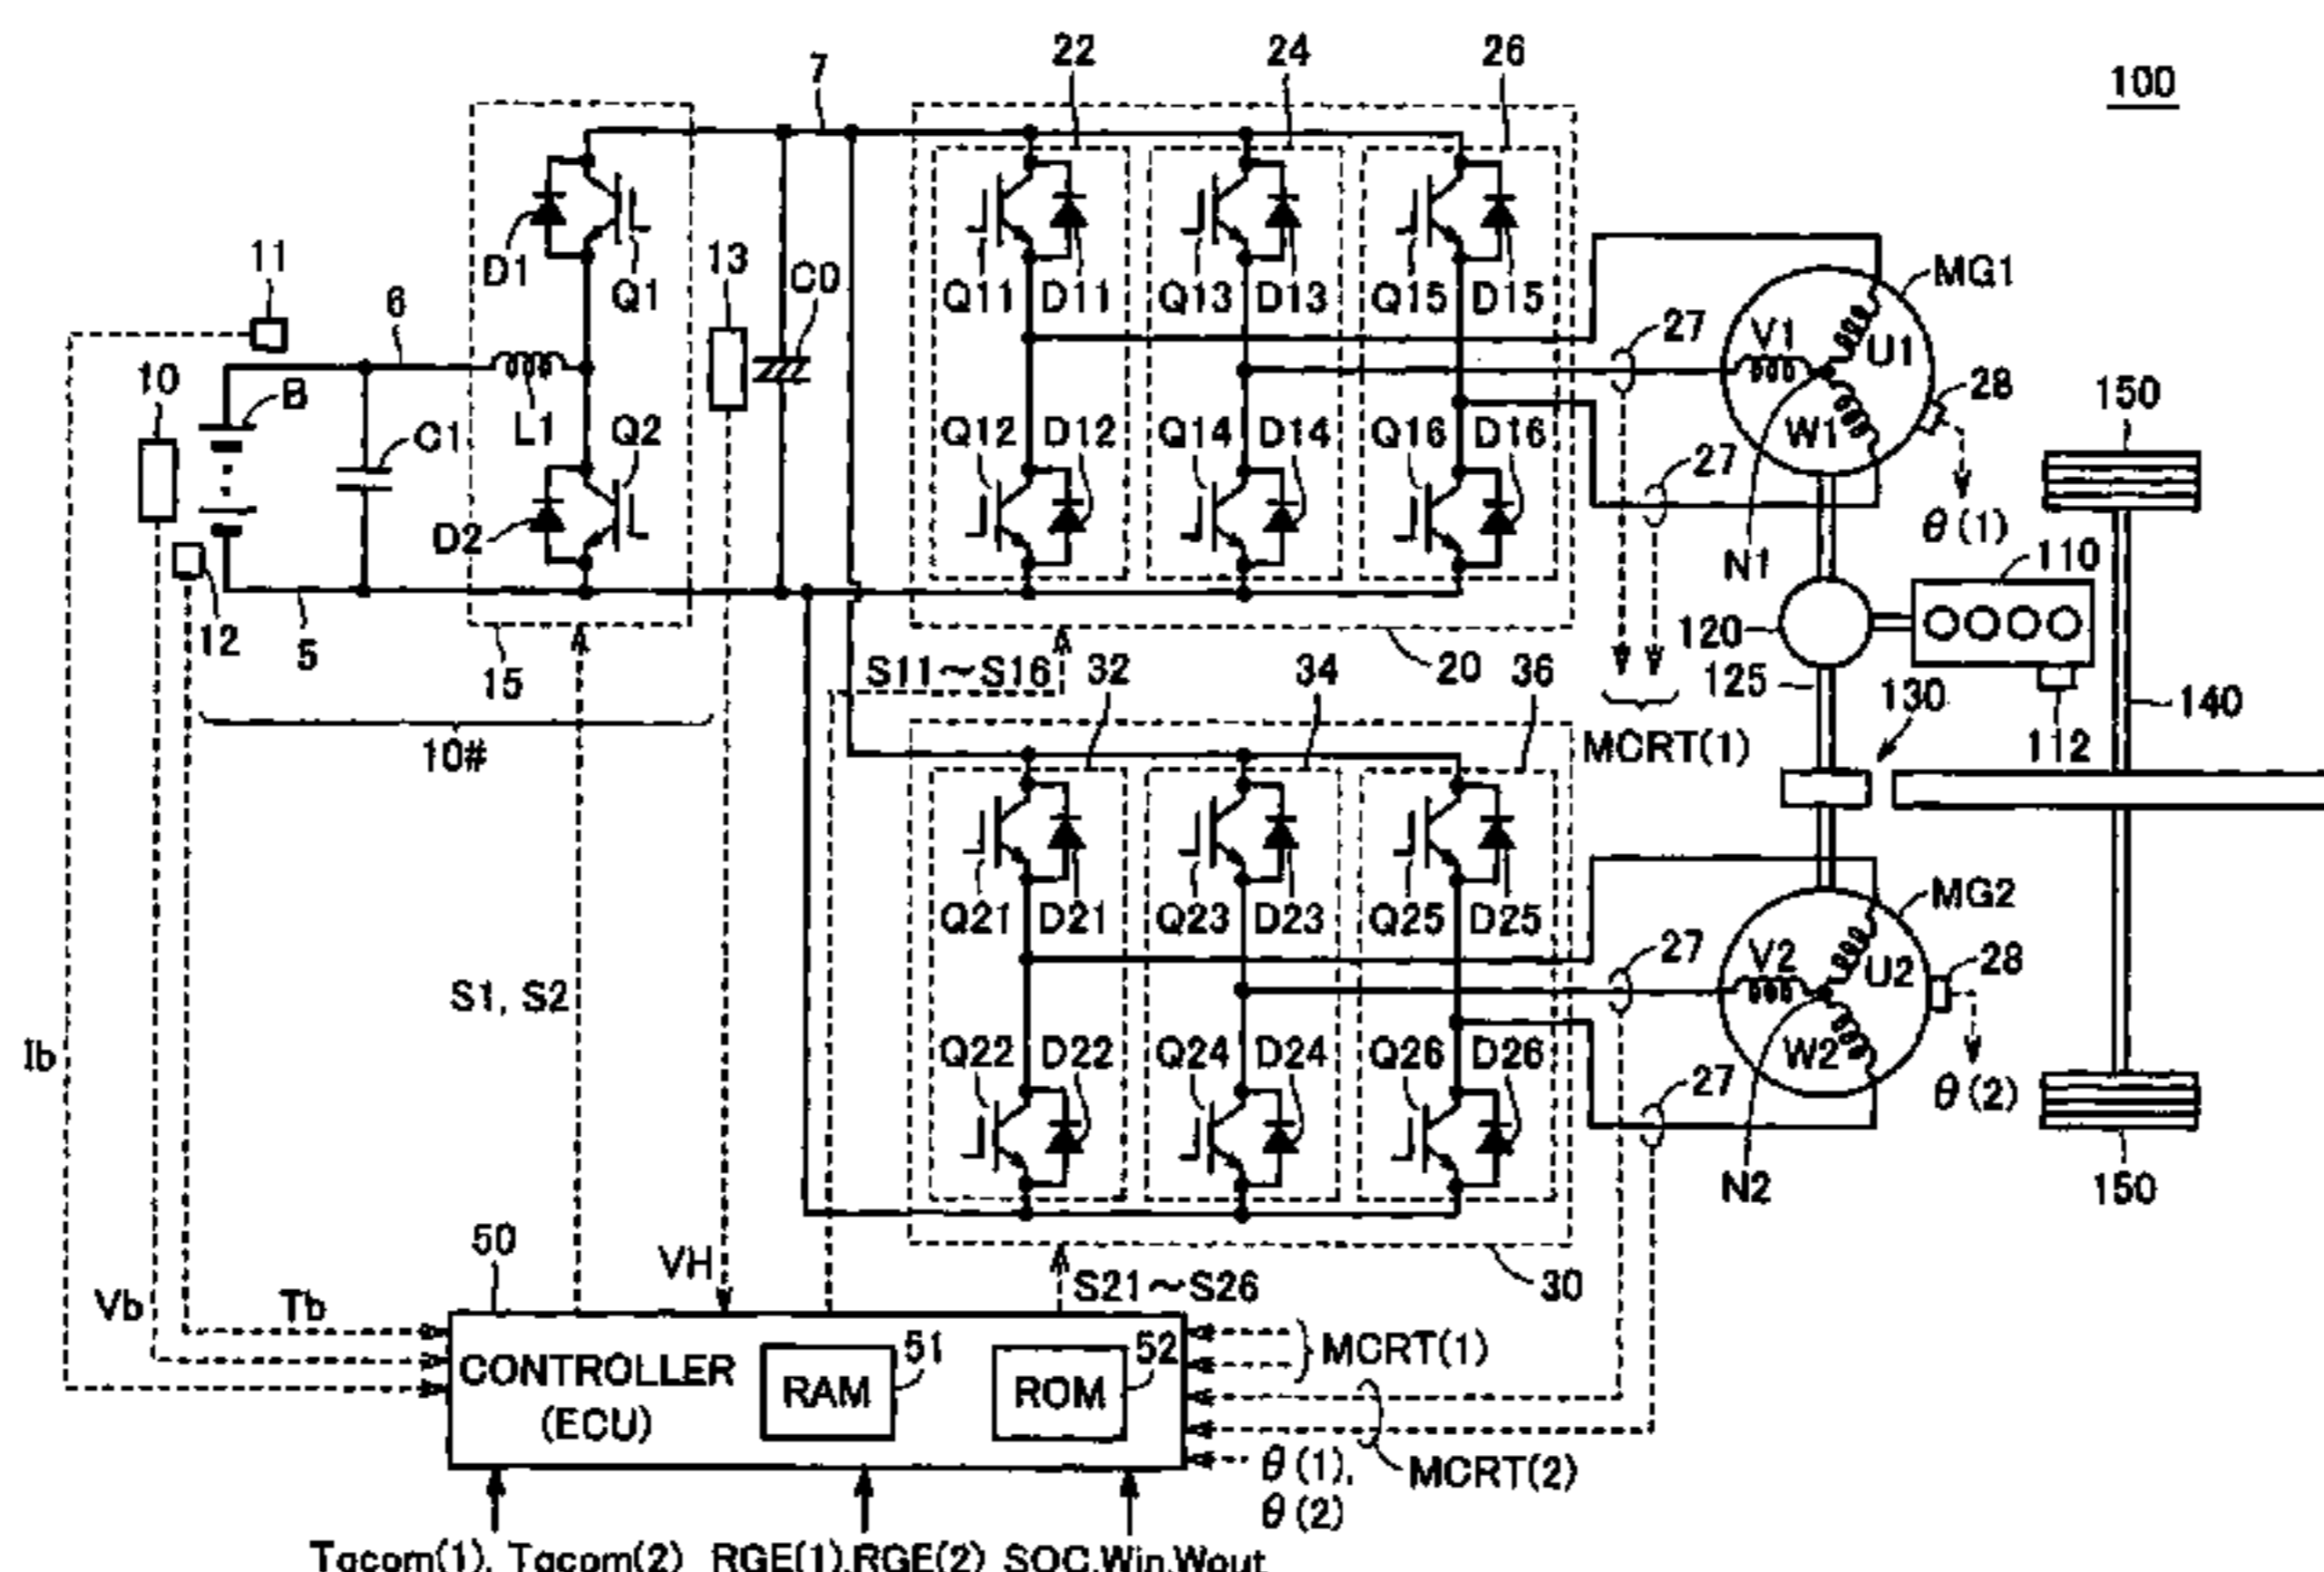 100
22
24
26
7
11
D1
Q1
13
C0
Q11
D11
Q13
D13
Q15
D15
MG1
27
V1
U1
28
150
6
10
B
L1
Q2
C1
Q12
D12
Q14
D14
Q16
D16
W1
27
θ(1)
D2
N1
110
12
5
15
S11~S16
32
20
34
36
120
125
130
140
10#
MCRT(1)
112
Q21
D21
Q23
D23
Q25
D25
MG2
27
V2
U2
28
S1, S2
Ib
Q22
D22
Q24
D24
Q26
D26
W2
27
θ(2)
N2
150
50
VH
S21~S26
30
Vb
Tb
CONTROLLER
(ECU)
RAM
51
ROM
52
MCRT(1)
MCRT(2)
θ(1),
θ(2)
Tqcom(1), Tqcom(2) RGE(1),RGE(2) SOC,Win,Wout